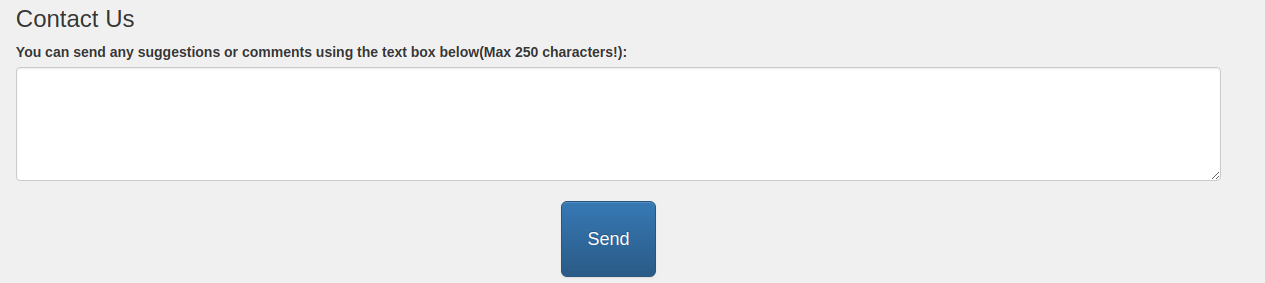 Contact Us
You can send any suggestions or comments using the text box below(Max 250 characters!):
Send